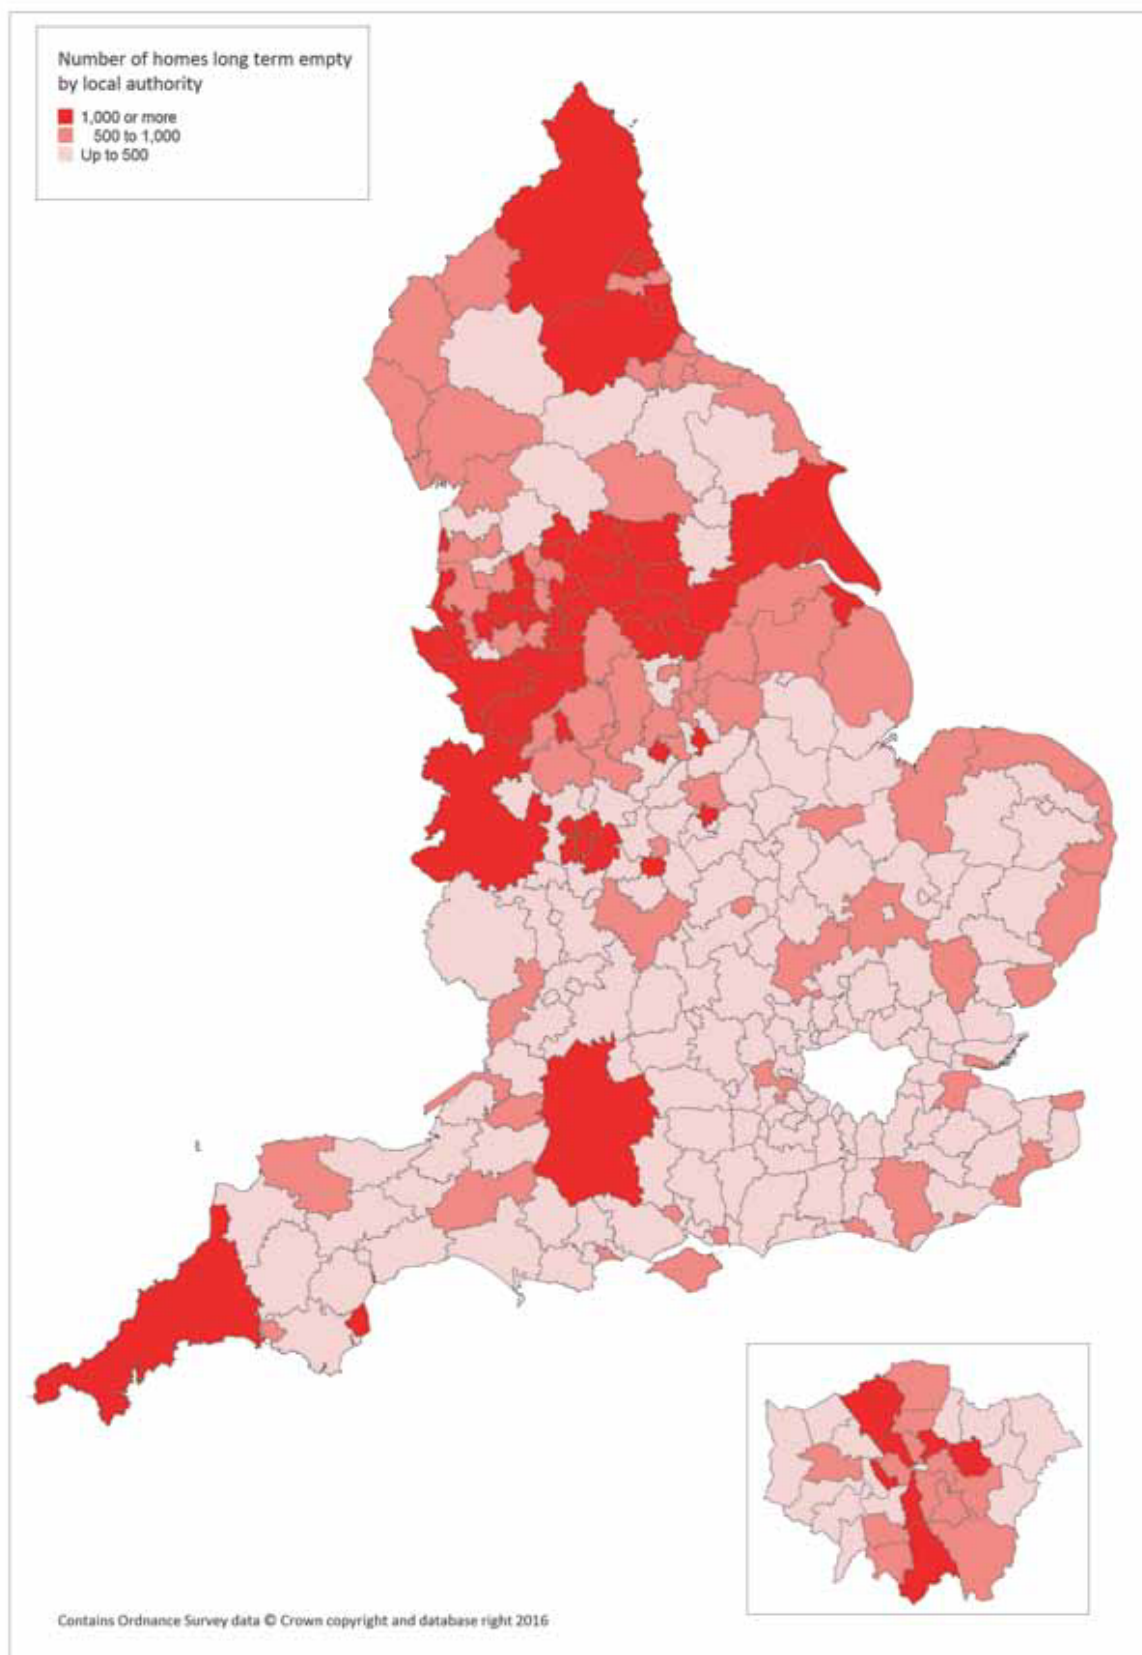 Number of homes long term empty
by local authority
1,000 or more
500 to 1,000
Up to 500
Contains Ordnance Survey data © Crown copyright and database right 2016